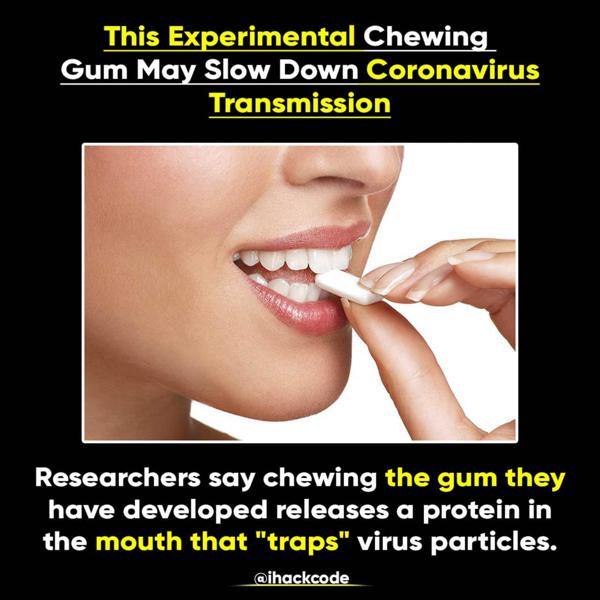 This Experimental Chewing
Gum May Slow Down Coronavirus
Transmission
Researchers say chewing the gum they
have developed releases a protein in
the mouth that "traps" virus particles.
@ihackcode